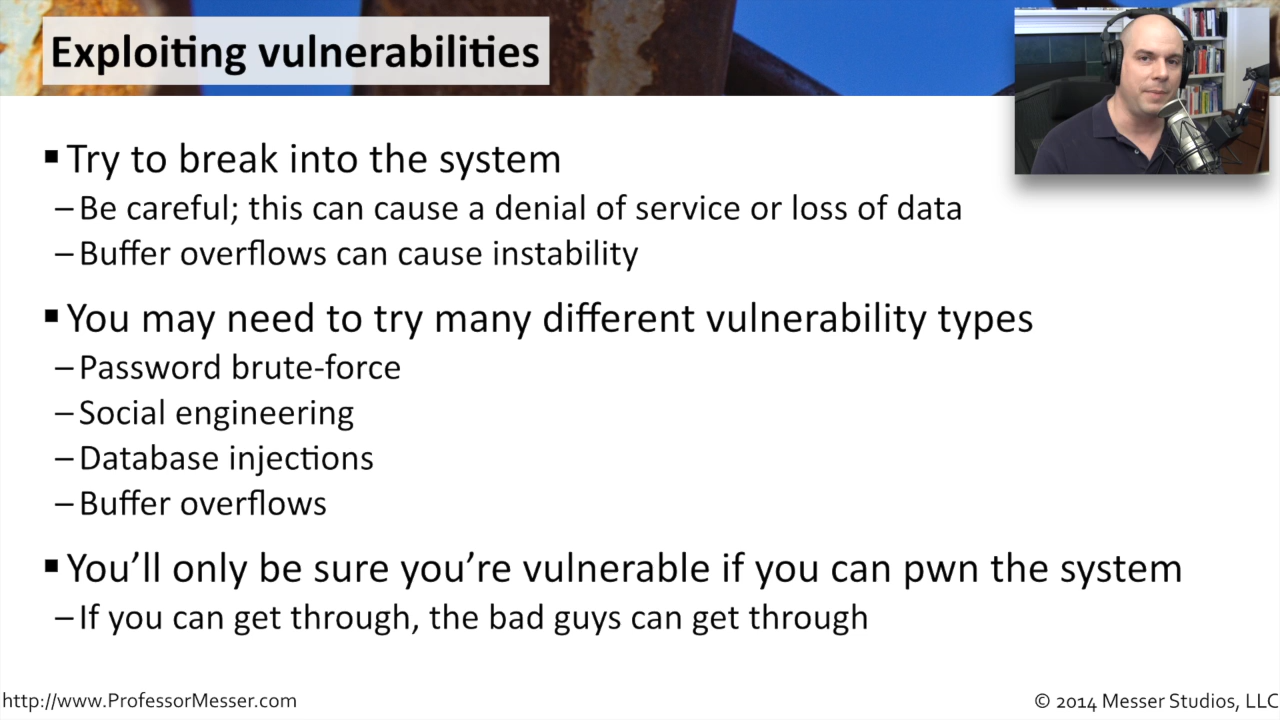 Exploiting vulnerabilities
▪ Try to break into the system
– Be careful; this can cause a denial of service or loss of data
– Buffer overflows can cause instability
▪ You may need to try many different vulnerability types
– Password brute-force
– Social engineering
– Database injections
– Buffer overflows
▪ You’ll only be sure you’re vulnerable if you can pwn the system
– If you can get through, the bad guys can get through
http://www.ProfessorMesser.com
© 2014 Messer Studios, LLC